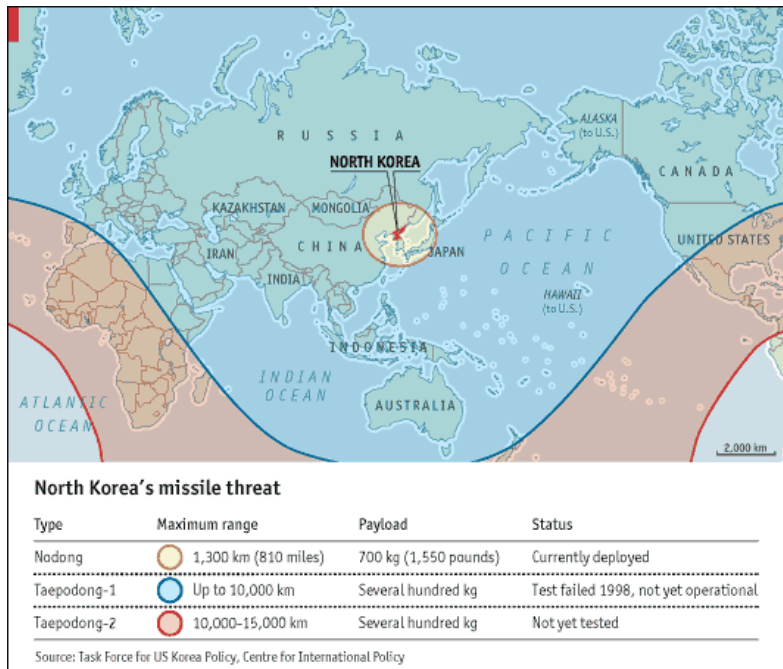 ALASKA
(to U.S.)
RUSSIA
CANADA
NORTH KOREA
KAZAKHSTAN
MONGOLIA
PACIFIC
OCEAN
UNITED STATES
CHINA
JAPAN
IRAN
INDIA
HAWAII
(to U.S.)
INDONESIA
INDIAN
OCEAN
ATLANTIC
OCEAN
AUSTRALIA
2,000 km
North Korea's missile threat
Type Maximum range Payload Status
Nodong 1,300 km (810 miles) 700 kg (1,550 pounds) Currently deployed
Taepodong-1 Up to 10,000 km Several hundred kg Test failed 1998, not yet operational
Taepodong-2 10,000-15,000 km Several hundred kg Not yet tested
Source: Task Force for US Korea Policy, Centre for International Policy